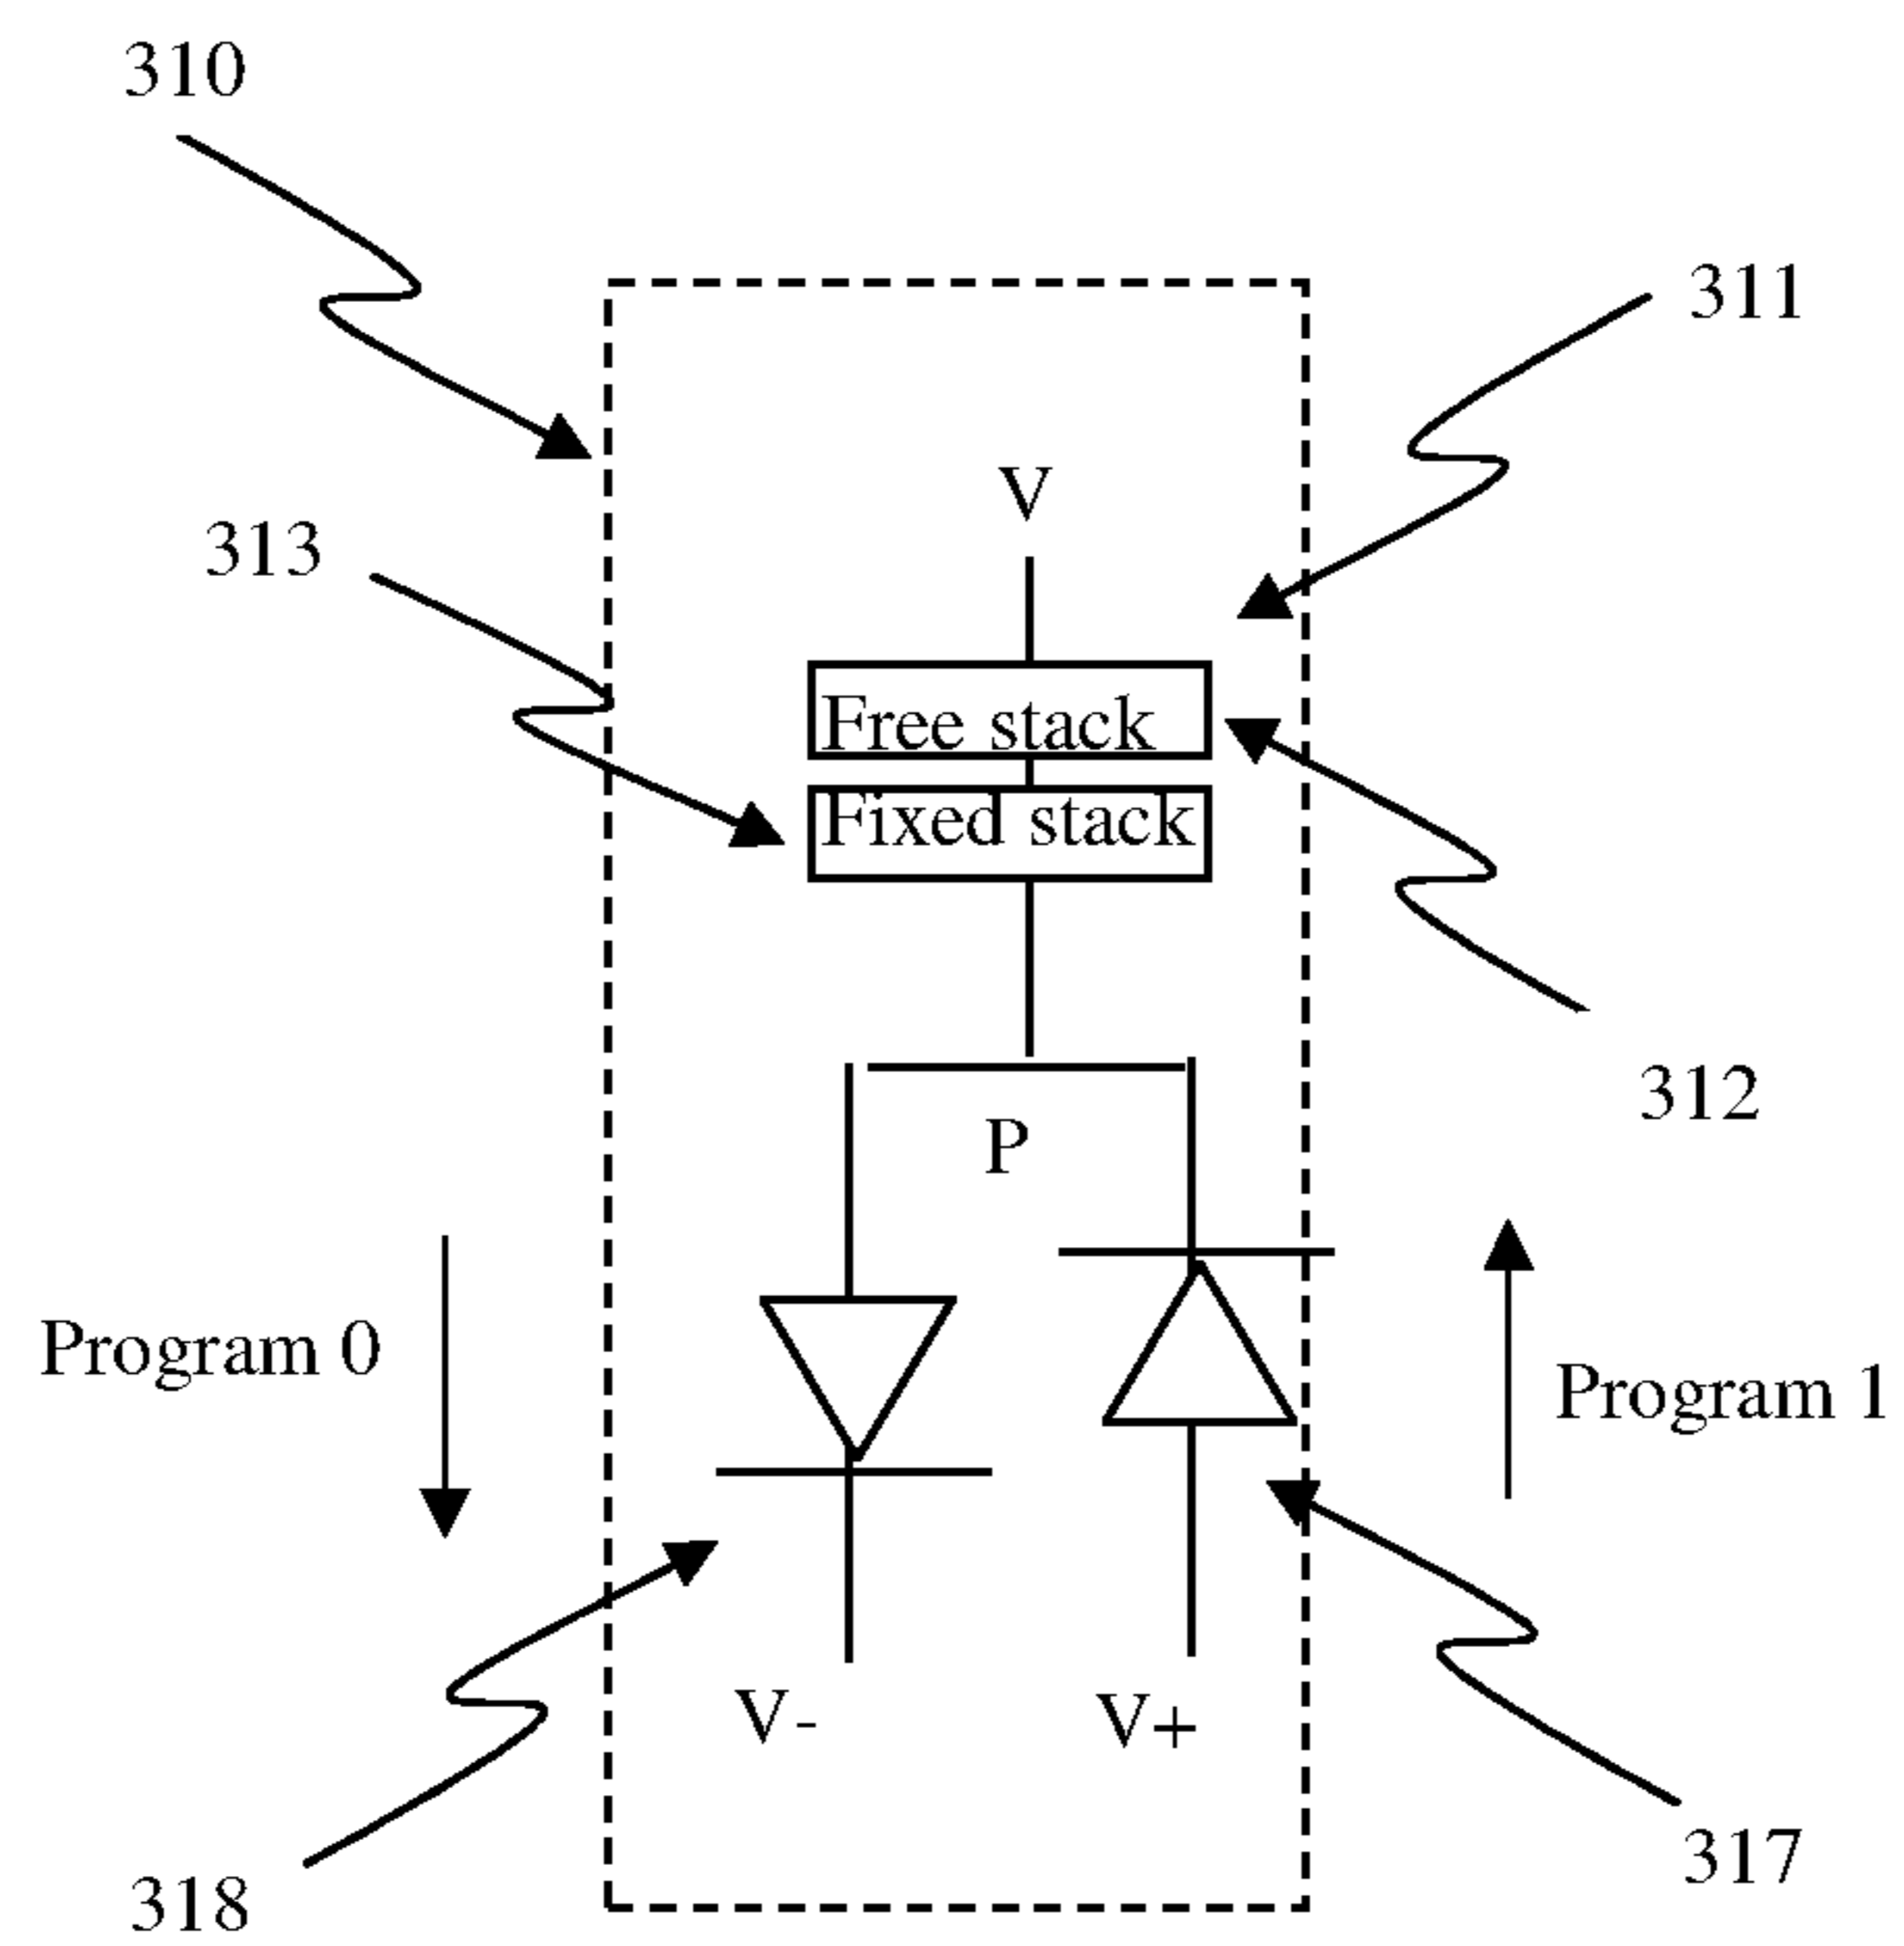 310
311
V
313
Free stack
Fixed stack
312
P
Program 0
Program 1
V-
V+
317
318